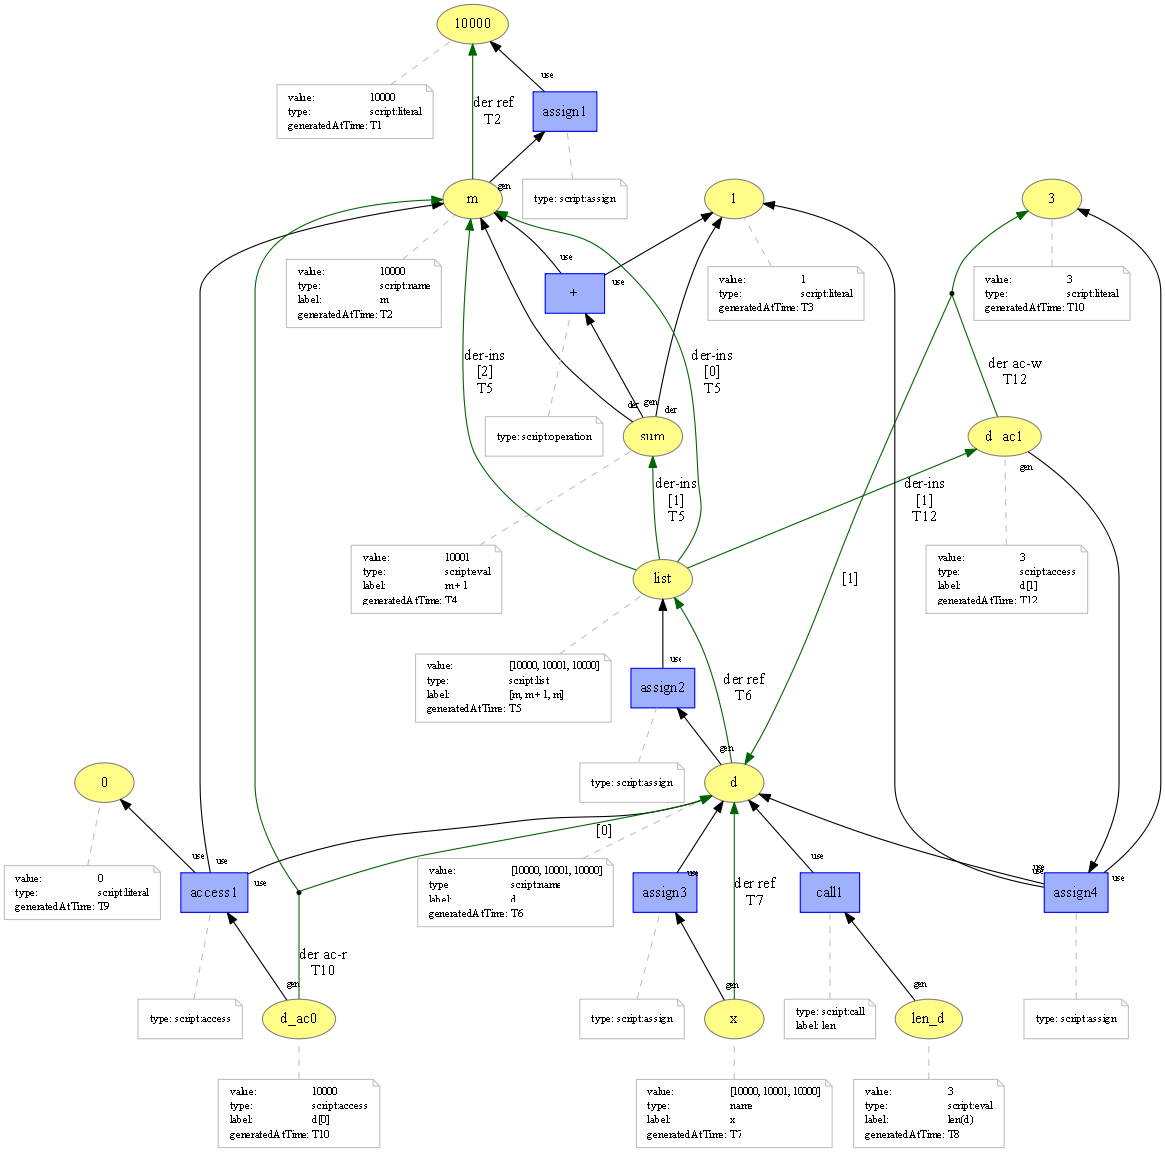 10000
use
value: 10000
type: script:literal
generatedAtTime: T1
der ref
T2
assign1
gen
m
type: script:assign
1
3
use
use
+
value: 10000
type: script:name
label: m
generatedAtTime: T2
value: 1
type: script:literal
generatedAtTime: T3
value: 3
type: script:literal
generatedAtTime: T10
der-ins
[2]
T5
der-ins
[0]
T5
der ac-w
T12
der
gen
der
type: script:operation
sum
d_ac1
gen
der-ins
[1]
T5
der-ins
[1]
T12
value: 10001
type: script:eval
label: m+1
generatedAtTime: T4
list
[1]
value: 3
type: script:access
label: d[1]
generatedAtTime: T12
use
value: [10000, 10001, 10000]
type: script:list
label: [m, m+1, m]
generatedAtTime: T5
assign2
der ref
T6
gen
type: script:assign
0
d
[0]
use
use
use
value: 0
type: script:literal
generatedAtTime: T9
access1
value: [10000, 10001, 10000]
type: script:name
label: d
generatedAtTime: T6
use
assign3
der ref
T7
use
call1
use
use
use
assign4
der ac-r
T10
gen
gen
gen
type: script:access
d_ac0
type: script:assign
x
type: script:call
label: len
len_d
type: script:assign
value: 10000
type: script:access
label: d[0]
generatedAtTime: T10
value: [10000, 10001, 10000]
type: name
label: x
generatedAtTime: T7
value: 3
type: script:eval
label: len(d)
generatedAtTime: T8